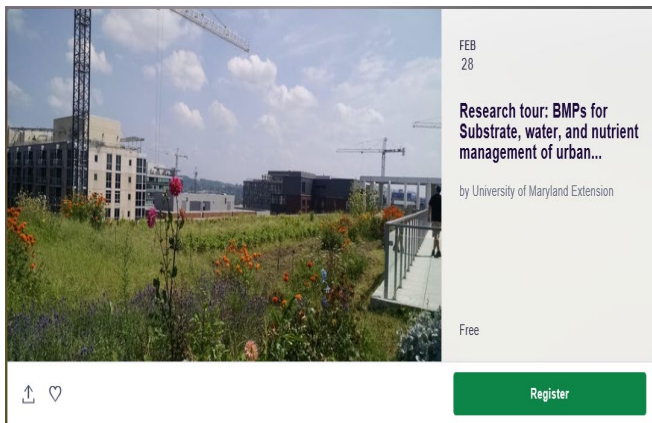 FEB
28
Research tour: BMPs for
Substrate, water, and nutrient
management of urban...
by University of Maryland Extension
Free
Register